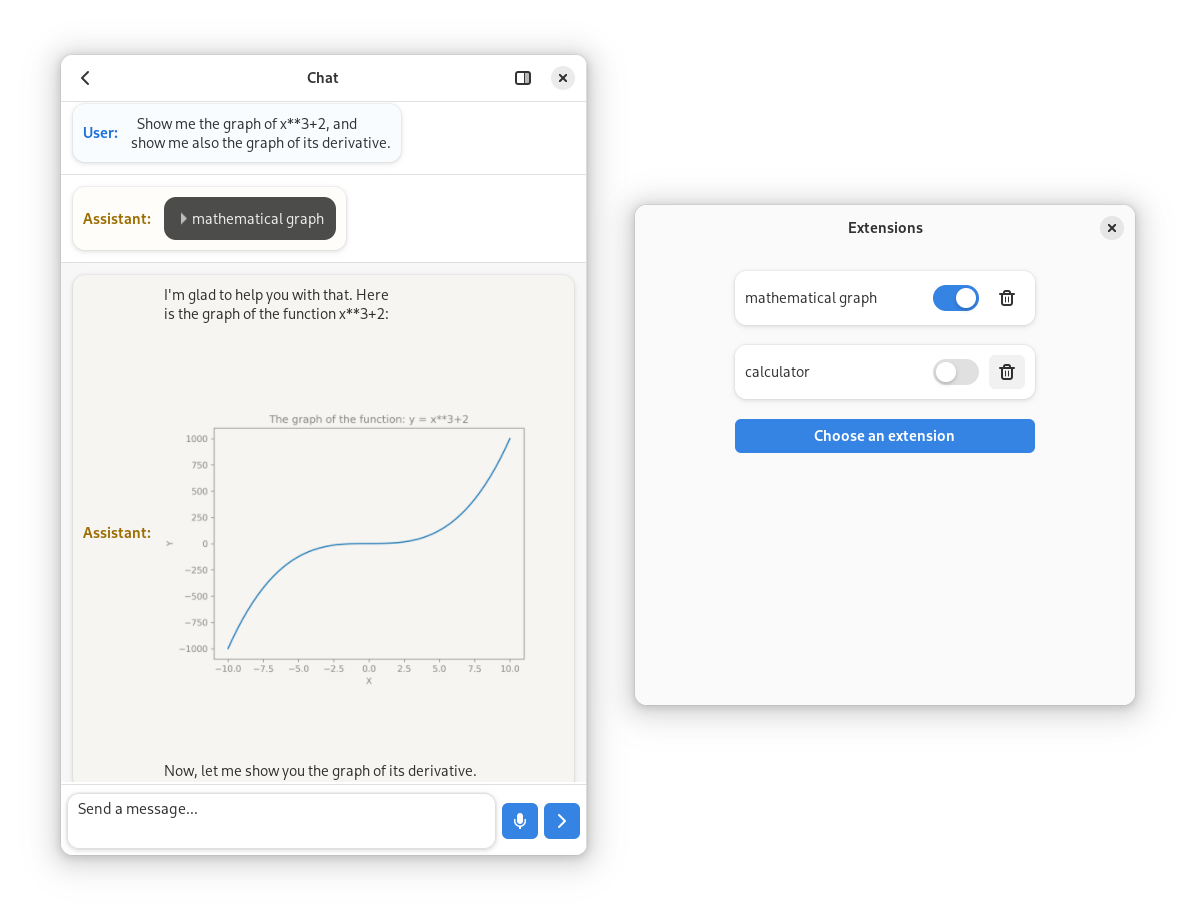 Chat
User:
Show me the graph of x**3+2, and
show me also the graph of its derivative.
Assistant:
mathematical graph
Assistant:
I'm glad to help you with that. Here
is the graph of the function x**3+2:
The graph of the function: y = x**3+2
1000
750
500
250
0
−250
−500
−750
−1000
Y
−10.0 −7.5 −5.0 −2.5 0.0 2.5 5.0 7.5 10.0
X
Now, let me show you the graph of its derivative.
Send a message...
Extensions
mathematical graph
calculator
Choose an extension